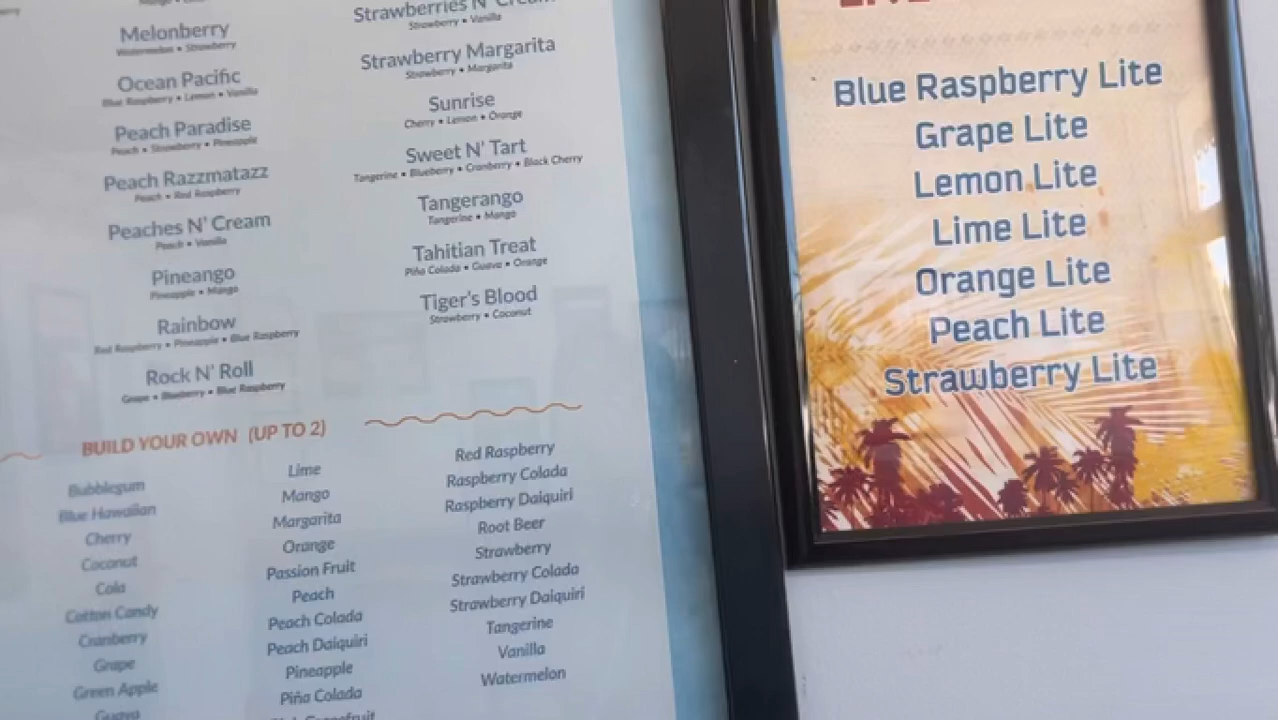 Melonberry
Watermelon • Strawberry
Ocean Pacific
Blue Raspberry • Lemon • Vanilla
Peach Paradise
Peach • Strawberry • Pineapple
Peach Razzmatazz
Peach • Red Raspberry
Peaches N' Cream
Peach • Vanilla
Pineango
Pineapple • Mango
Rainbow
Red Raspberry • Pineapple • Blue Raspberry
Rock N' Roll
Grape • Blueberry • Blue Raspberry
Strawberries N' Cream
Strawberry • Vanilla
Strawberry Margarita
Strawberry • Margarita
Sunrise
Cherry • Lemon • Orange
Sweet N' Tart
Tangerine • Blueberry • Cranberry • Black Cherry
Tangerango
Tangerine • Mango
Tahitian Treat
Piña Colada • Guava • Orange
Tiger's Blood
Strawberry • Coconut
BUILD YOUR OWN (UP TO 2)
Bubblegum
Blue Hawaiian
Cherry
Coconut
Cola
Cotton Candy
Cranberry
Grape
Green Apple
Guava
Lime
Mango
Margarita
Orange
Passion Fruit
Peach
Peach Colada
Peach Daiquiri
Pineapple
Piña Colada
Red Raspberry
Raspberry Colada
Raspberry Daiquiri
Root Beer
Strawberry
Strawberry Colada
Strawberry Daiquiri
Tangerine
Vanilla
Watermelon
Blue Raspberry Lite
Grape Lite
Lemon Lite
Lime Lite
Orange Lite
Peach Lite
Strawberry Lite